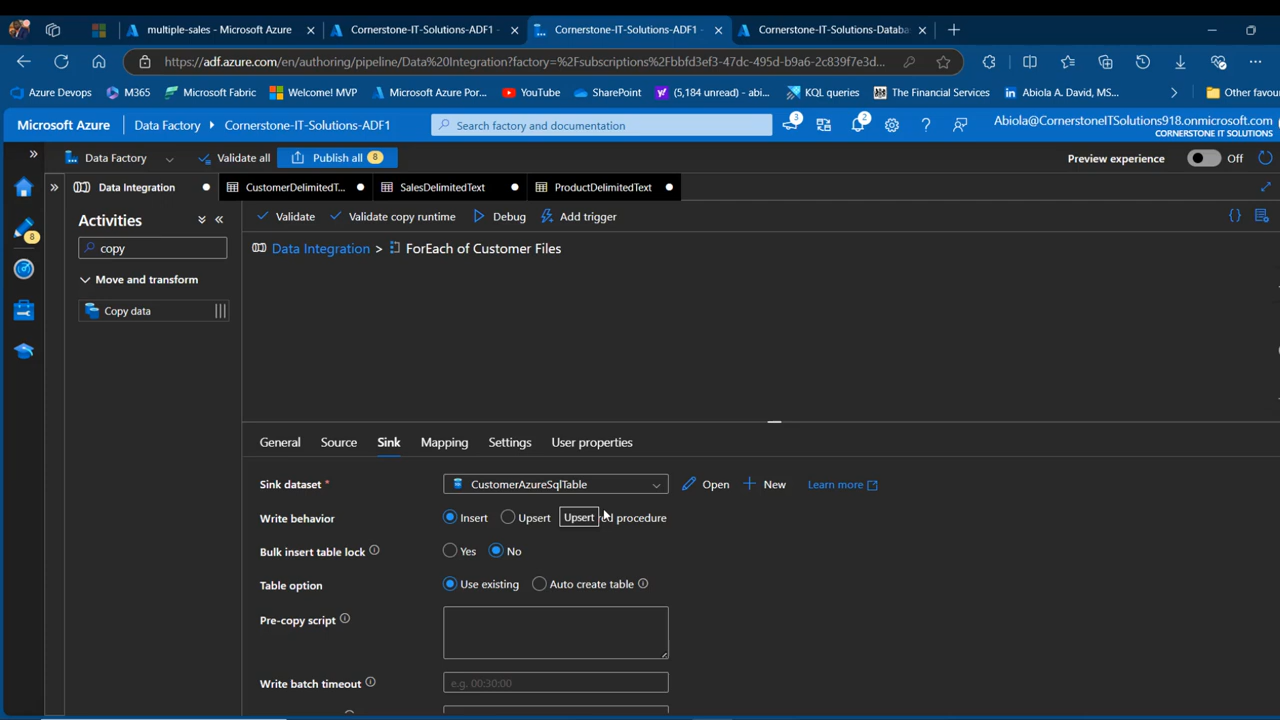 multiple-sales - Microsoft Azure
Cornerstone-IT-Solutions-ADF1 -
Cornerstone-IT-Solutions-ADF1 -
Cornerstone-IT-Solutions-Databa
https://adf.azure.com/en/authoring/pipeline/Data%20Integration?factory=%2Fsubscriptions%2Fbbfd3ef3-47dc-495d-b9a6-2c839f7e3d...
Azure Devops
M365
Microsoft Fabric
Welcome! MVP
Microsoft Azure Por...
YouTube
SharePoint
(5,184 unread) - abi...
KQL queries
The Financial Services
Abiola A. David, MS...
Other favou
Microsoft Azure
Data Factory
Cornerstone-IT-Solutions-ADF1
Search factory and documentation
3
2
Abiola@CornerstoneITSolutions918.onmicrosoft.com
CORNERSTONE IT SOLUTIONS
Data Factory
Validate all
Publish all
8
Preview experience
Off
Data Integration
CustomerDelimitedT...
SalesDelimitedText
ProductDelimitedText
8
Activities
copy
Move and transform
Copy data
Validate
Validate copy runtime
Debug
Add trigger
Data Integration > ForEach of Customer Files
General
Source
Sink
Mapping
Settings
User properties
Sink dataset *
CustomerAzureSqlTable
Open
New
Learn more
Write behavior
Insert
Upsert
Upsert
red procedure
Bulk insert table lock
Yes
No
Table option
Use existing
Auto create table
Pre-copy script
Write batch timeout
e.g. 00:30:00